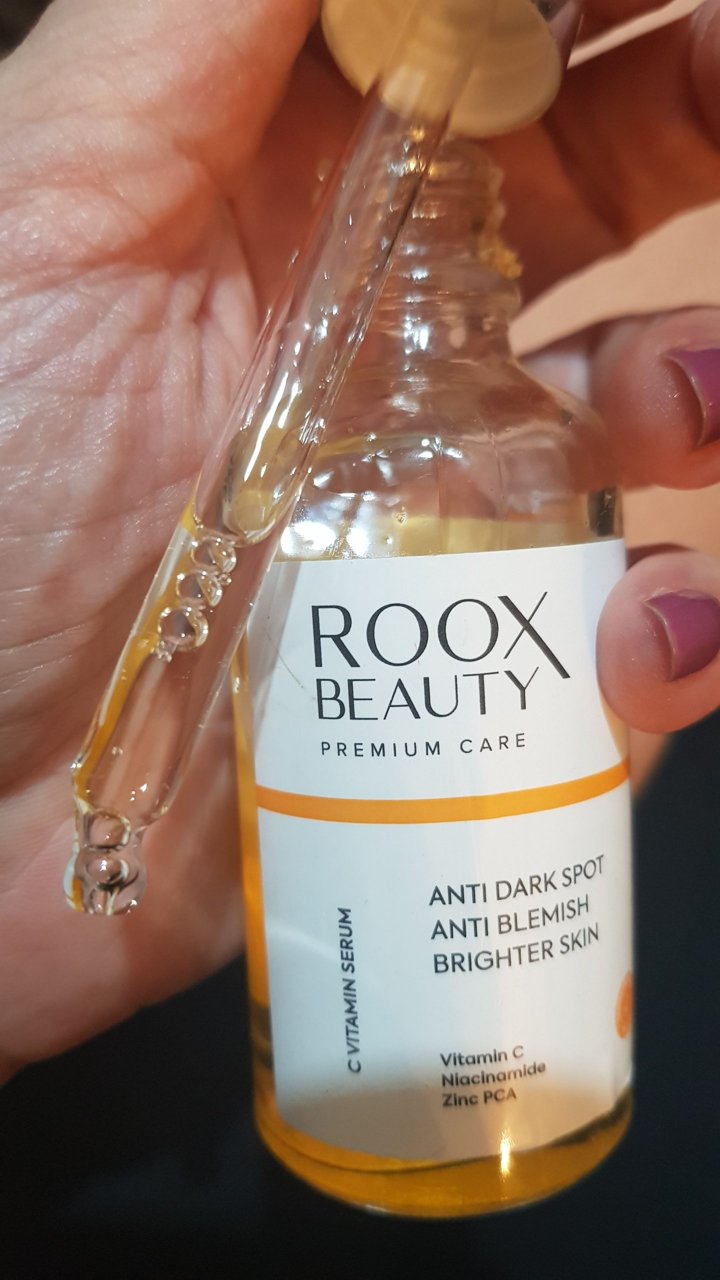 ROOX
BEAUTY
PREMIUM CARE
ANTI DARK SPOT
ANTI BLEMISH
BRIGHTER SKIN
C VITAMIN SERUM
Vitamin C
Niacinamide
Zinc PCA